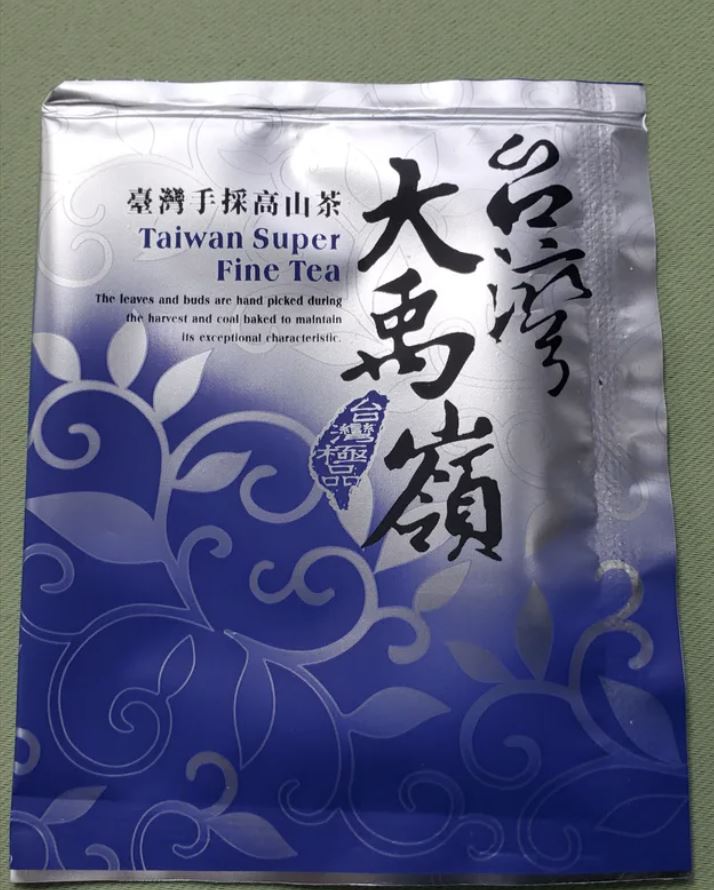 台灣
大禹嶺
臺灣手採高山茶
Taiwan Super
Fine Tea
The leaves and buds are hand picked during
the harvest and coal baked to maintain
its exceptional characteristic.
台灣極品